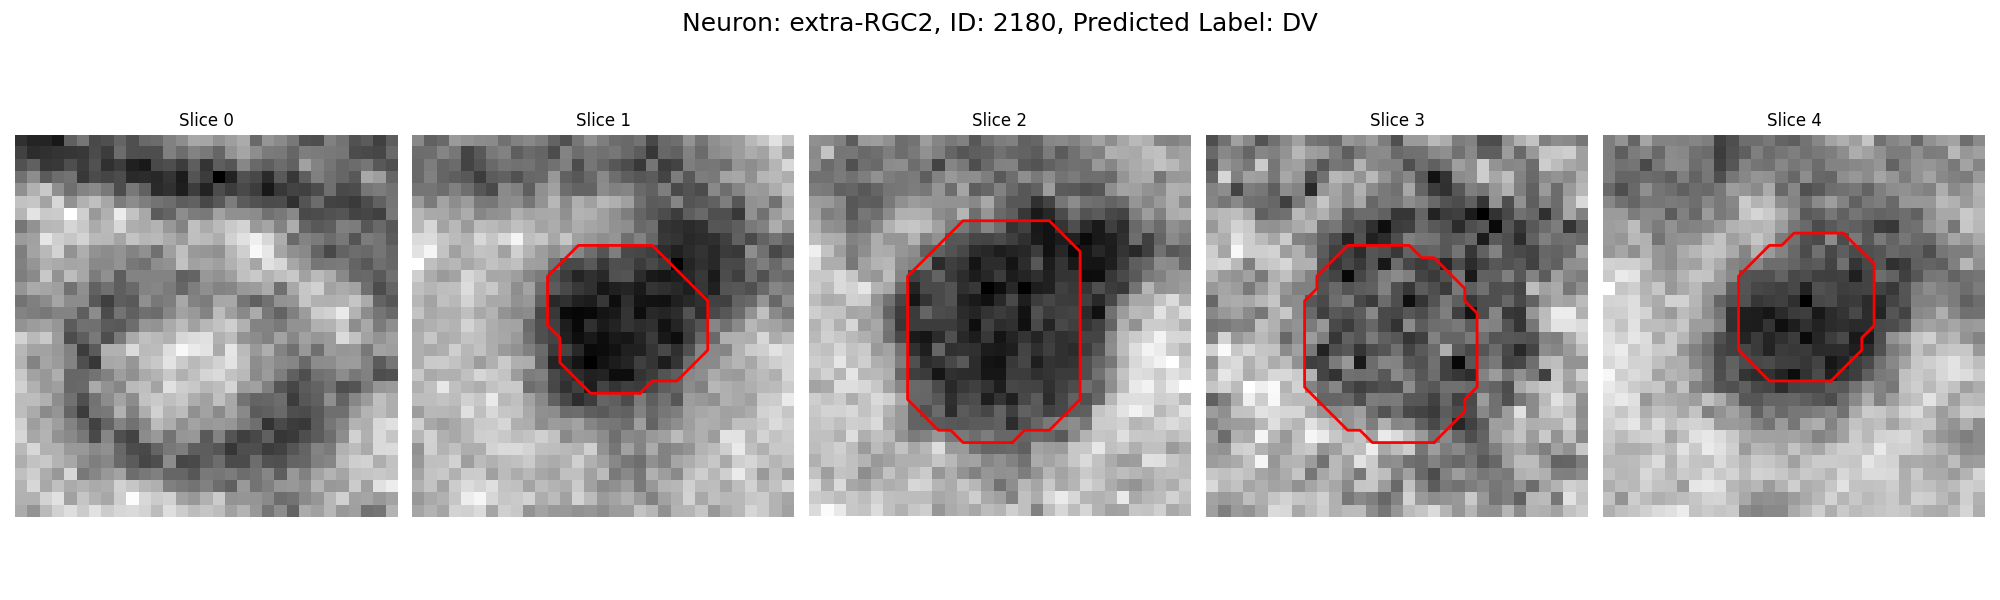 Neuron: extra-RGC2, ID: 2180, Predicted Label: DV
Slice 0
Slice 1
Slice 2
Slice 3
Slice 4